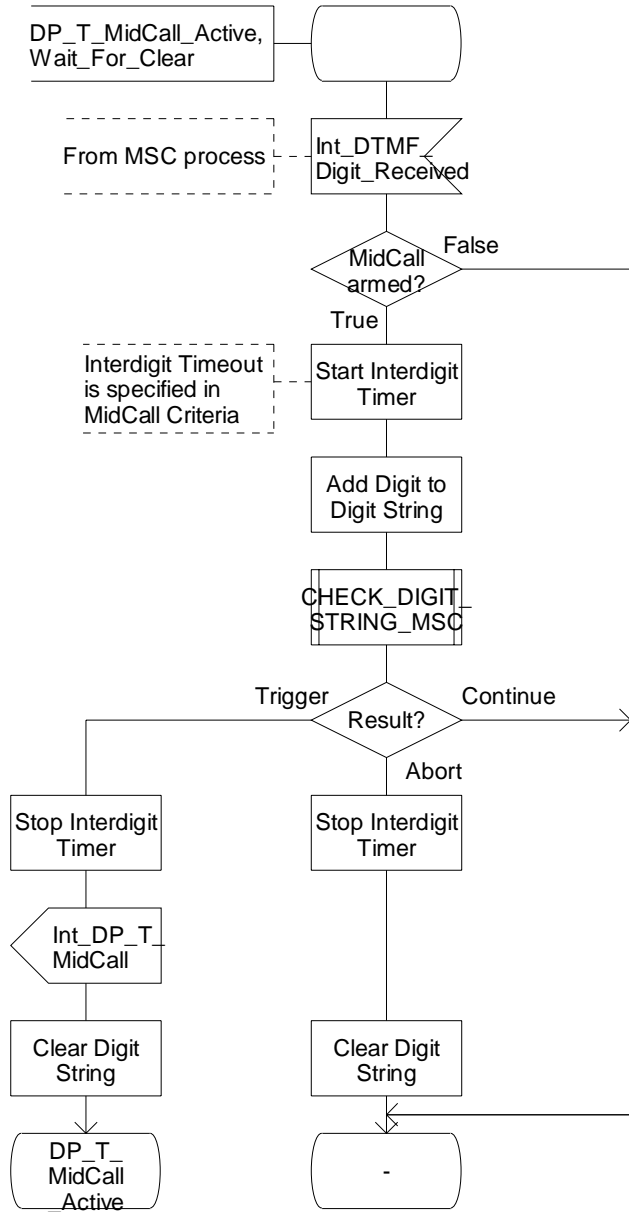 DP_T_MidCall_Active,
Wait_For_Clear
From MSC process
Int_DTMF_
Digit_Received
MidCall
armed?
False
True
Interdigit Timeout
is specified in
MidCall Criteria
Start Interdigit
Timer
Add Digit to
Digit String
CHECK_DIGIT_
STRING_MSC
Trigger
Result?
Continue
Abort
Stop Interdigit
Timer
Stop Interdigit
Timer
Int_DP_T_
MidCall
Clear Digit
String
Clear Digit
String
DP_T_
MidCall
_Active
-